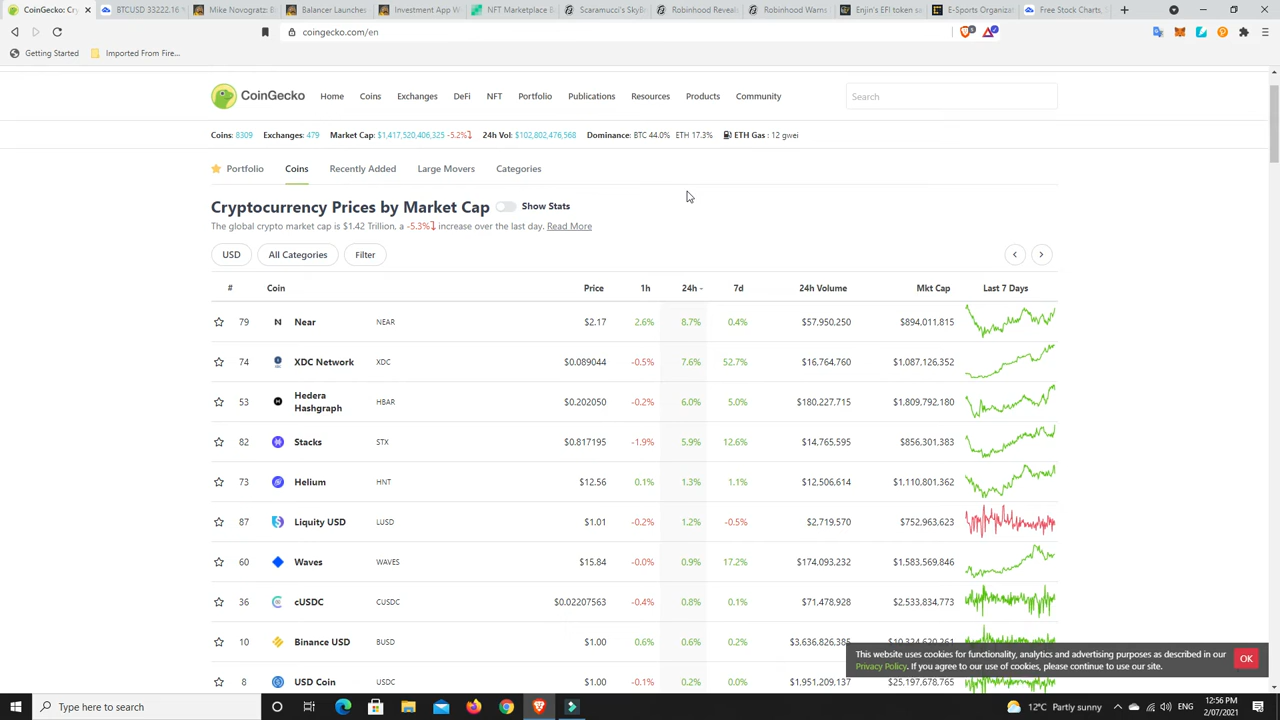 CoinGecko: Cry
BTCUSD 33222.16
Mike Novogratz: B
Balancer Launches
Investment App W
NFT Marketplace B
Scaramucci's SkyB
Robinhood Reveal
Robinhood Warns
Enjin's EFI token sa
E-Sports Organiza
Free Stock Charts,
coingecko.com/en
Getting Started
Imported From Fire...
CoinGecko
Home
Coins
Exchanges
DeFi
NFT
Portfolio
Publications
Resources
Products
Community
Search
Coins: 8309 Exchanges: 479 Market Cap: $1,417,520,406,325 -5.2% 24h Vol: $102,802,476,568 Dominance: BTC 44.0% ETH 17.3% ETH Gas : 12 gwei
Portfolio
Coins
Recently Added
Large Movers
Categories
Cryptocurrency Prices by Market Cap
Show Stats
The global crypto market cap is $1.42 Trillion, a -5.3% increase over the last day. Read More
USD
All Categories
Filter
# Coin Price 1h 24h 7d 24h Volume Mkt Cap Last 7 Days
79 N Near NEAR $2.17 2.6% 8.7% 0.4% $57,950,250 $894,011,815
74 XDC Network XDC $0.089044 -0.5% 7.6% 52.7% $16,764,760 $1,087,126,352
53 Hedera Hashgraph HBAR $0.202050 -0.2% 6.0% 5.0% $180,227,715 $1,809,792,180
82 Stacks STX $0.817195 -1.9% 5.9% 12.6% $14,765,595 $856,301,383
73 Helium HNT $12.56 0.1% 1.3% 1.1% $12,506,614 $1,110,801,362
87 Liquity USD LUSD $1.01 -0.2% 1.2% -0.5% $2,719,570 $752,963,623
60 Waves WAVES $15.84 -0.0% 0.9% 17.2% $174,093,232 $1,583,569,846
36 cUSDC CUSDC $0.02207563 -0.4% 0.8% 0.1% $71,478,928 $2,533,834,773
10 Binance USD BUSD $1.00 0.6% 0.6% 0.2% $3,636,826,385 $10,324,620,261
8 USD Coin USDC $1.00 -0.1% 0.2% 0.0% $1,951,209,137 $25,197,678,765
This website uses cookies for functionality, analytics and advertising purposes as described in our
Privacy Policy. If you agree to our use of cookies, please continue to use our site.
OK
Type here to search
12°C Partly sunny
ENG
12:56 PM
2/07/2021